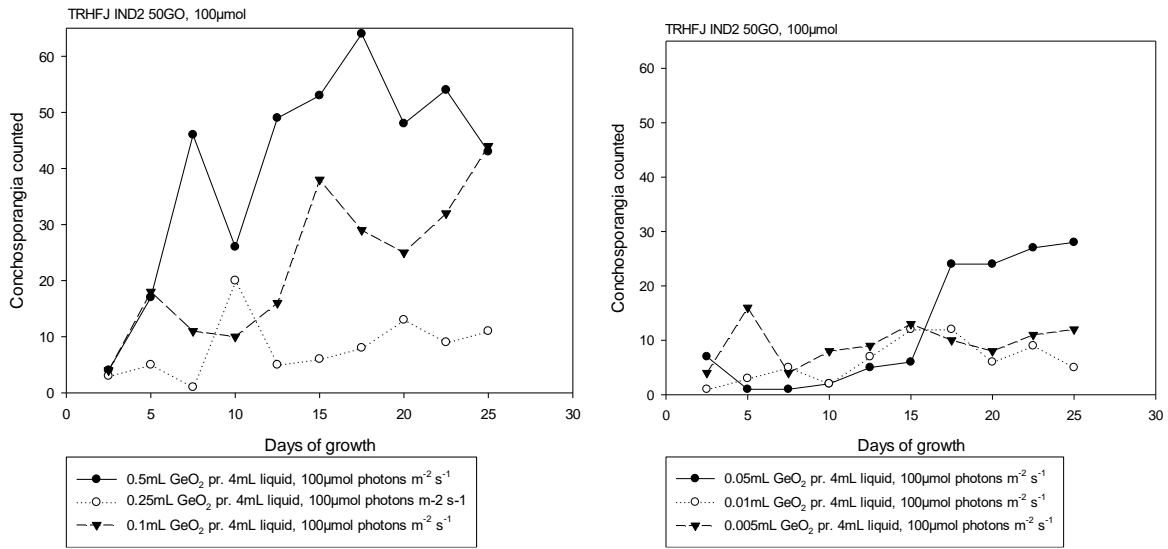 TRHFJ IND2 50GO, 100µmol
Conchosporangia counted
60
50
40
30
20
10
0
0 5 10 15 20 25 30
Days of growth
0.5mL GeO₂ pr. 4mL liquid, 100µmol photons m⁻² s⁻¹
0.25mL GeO₂ pr. 4mL liquid, 100µmol photons m-2 s-1
0.1mL GeO₂ pr. 4mL liquid, 100µmol photons m⁻² s⁻¹
TRHFJ IND2 50GO, 100µmol
Conchosporangia counted
60
50
40
30
20
10
0
0 5 10 15 20 25 30
Days of growth
0.05mL GeO₂ pr. 4mL liquid, 100µmol photons m⁻² s⁻¹
0.01mL GeO₂ pr. 4mL liquid, 100µmol photons m⁻² s⁻¹
0.005mL GeO₂ pr. 4mL liquid, 100µmol photons m⁻² s⁻¹